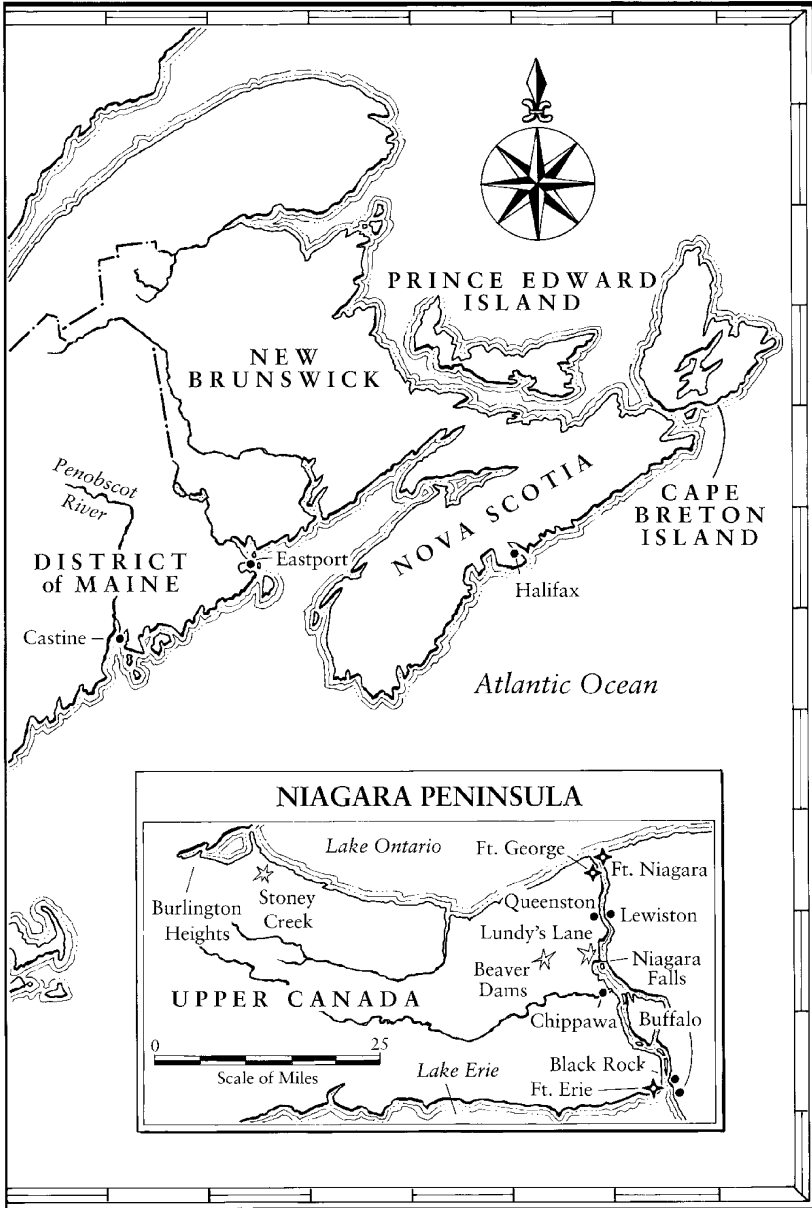 PRINCE EDWARD
ISLAND
NEW
BRUNSWICK
Penobscot
River
NOVA SCOTIA
CAPE
BRETON
ISLAND
DISTRICT
of MAINE
Eastport
Halifax
Castine
Atlantic Ocean
NIAGARA PENINSULA
Lake Ontario
Ft. George
Ft. Niagara
Burlington
Heights
Stoney
Creek
Queenston
Lewiston
Lundy's Lane
Beaver
Dams
Niagara
Falls
UPPER CANADA
Chippawa
Buffalo
0 25
Scale of Miles
Lake Erie
Black Rock
Ft. Erie